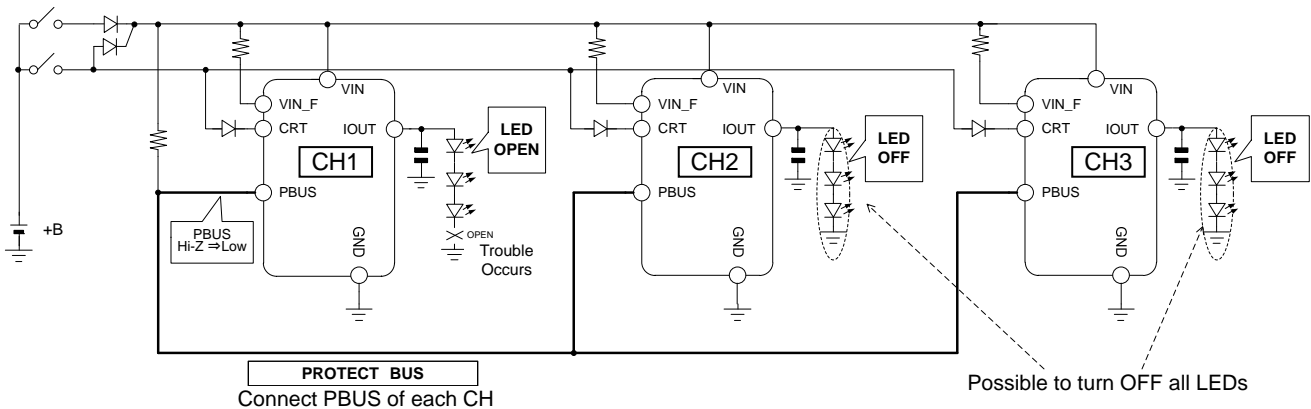 VIN
VIN_F
CRT
IOUT
CH1
PBUS
GND
LED
OPEN
PBUS
Hi-Z ⇒Low
OPEN
Trouble
Occurs
+B
VIN
VIN_F
CRT
IOUT
CH2
PBUS
GND
LED
OFF
VIN
VIN_F
CRT
IOUT
CH3
PBUS
GND
LED
OFF
PROTECT BUS
Connect PBUS of each CH
Possible to turn OFF all LEDs